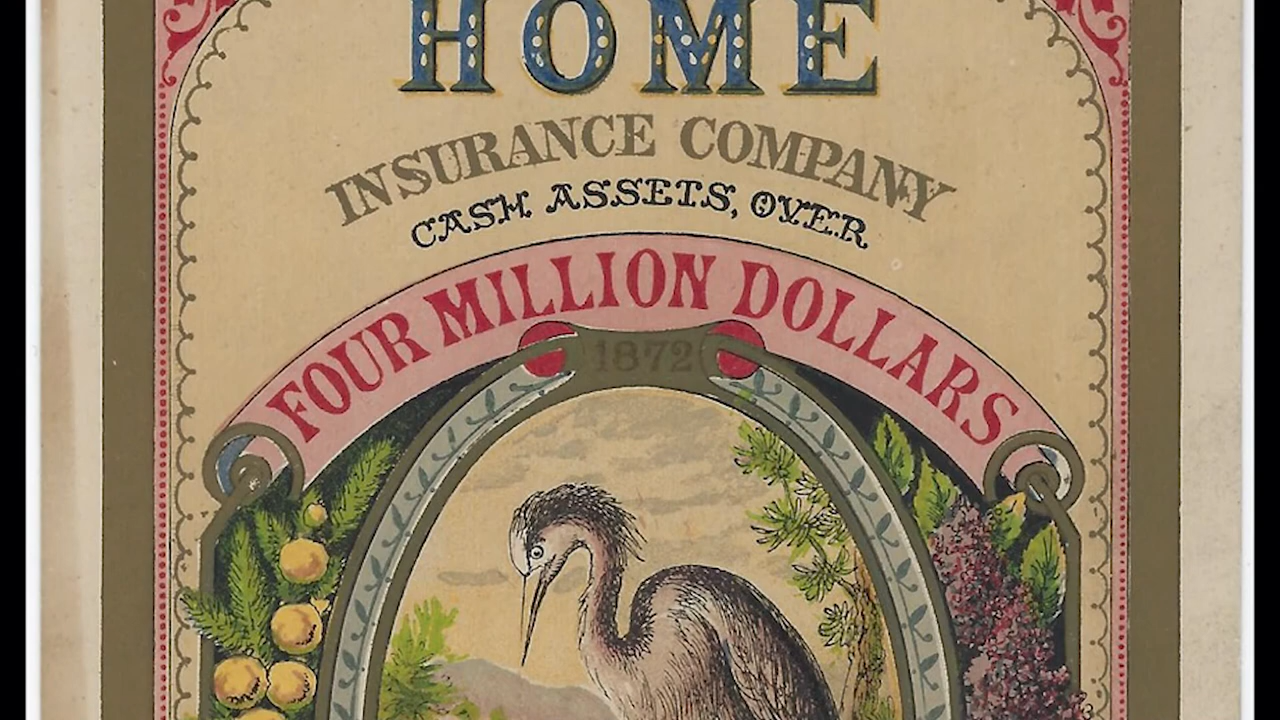 HOME
INSURANCE COMPANY
CASH ASSETS, OVER
FOUR MILLION DOLLARS
1872